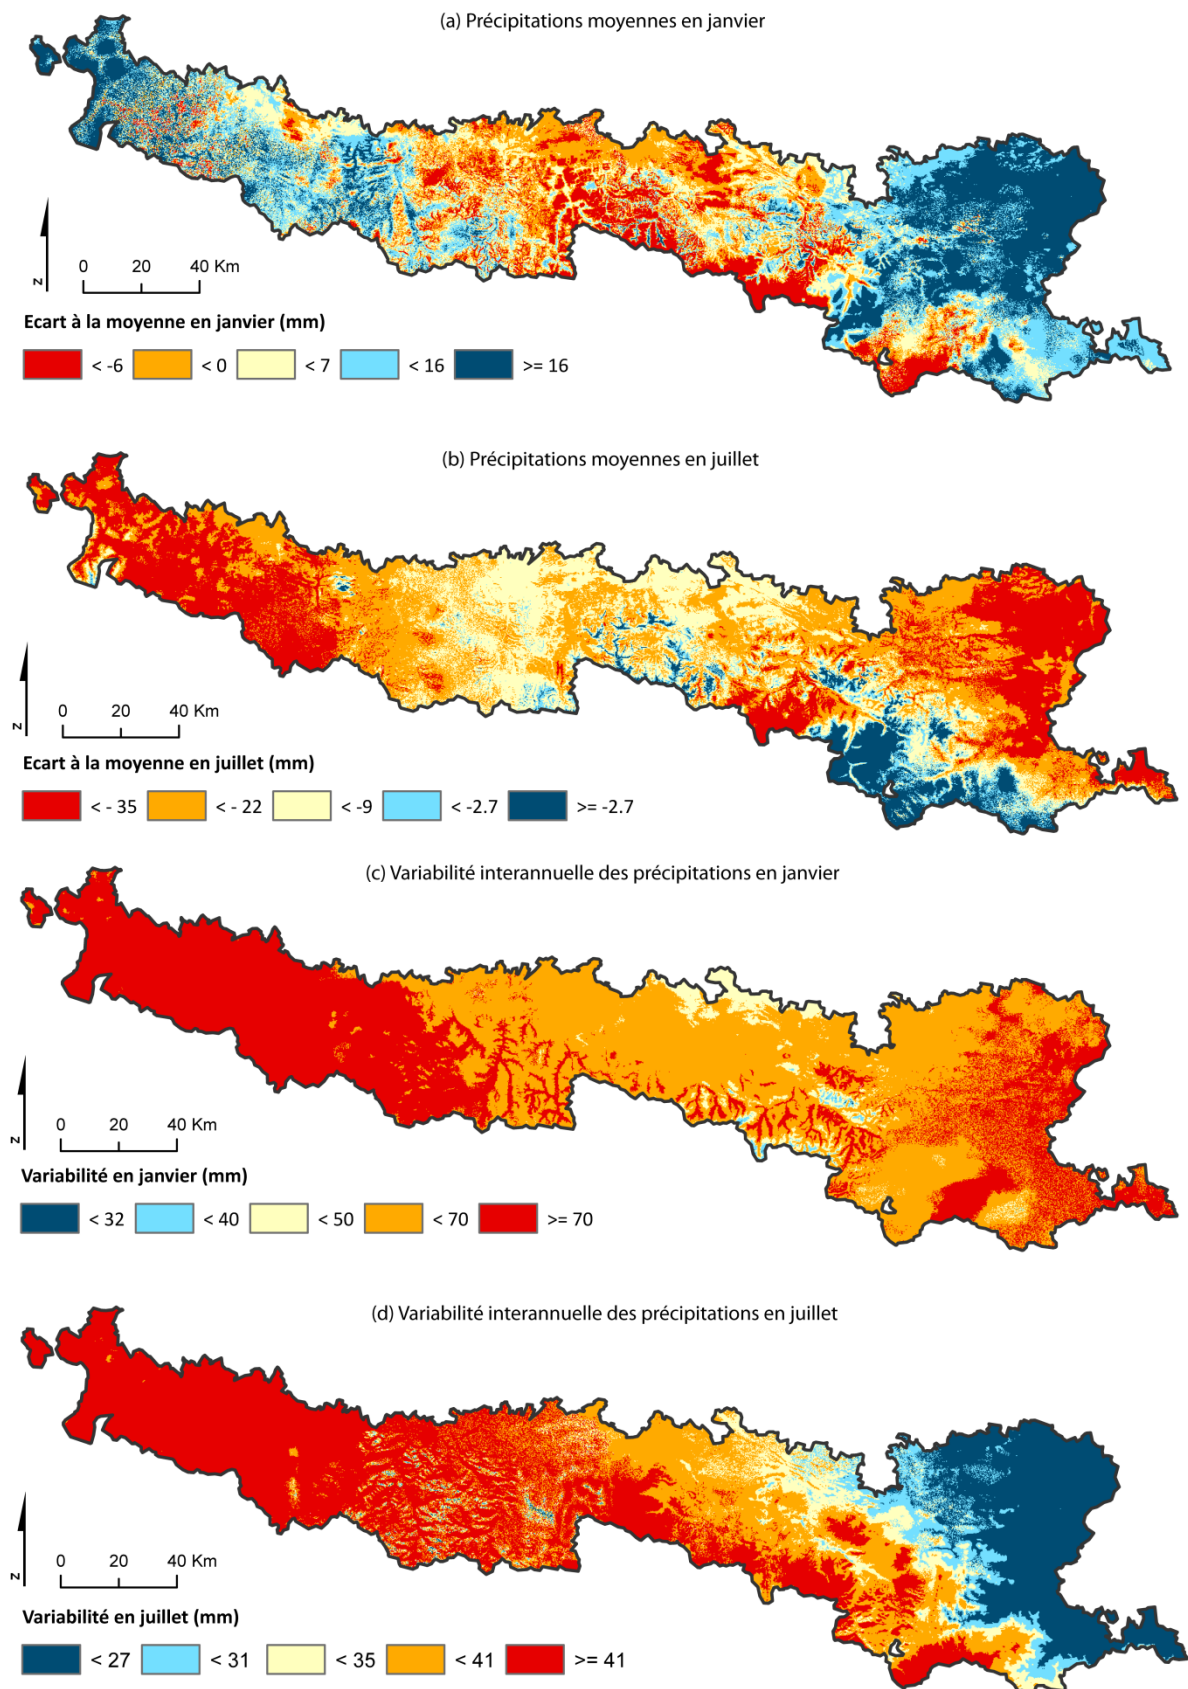 (a) Précipitations moyennes en janvier
N
0 20 40 Km
Ecart à la moyenne en janvier (mm)
< -6 < 0 < 7 < 16 >= 16
(b) Précipitations moyennes en juillet
N
0 20 40 Km
Ecart à la moyenne en juillet (mm)
< - 35 < - 22 < -9 < -2.7 >= -2.7
(c) Variabilité interannuelle des précipitations en janvier
N
0 20 40 Km
Variabilité en janvier (mm)
< 32 < 40 < 50 < 70 >= 70
(d) Variabilité interannuelle des précipitations en juillet
N
0 20 40 Km
Variabilité en juillet (mm)
< 27 < 31 < 35 < 41 >= 41